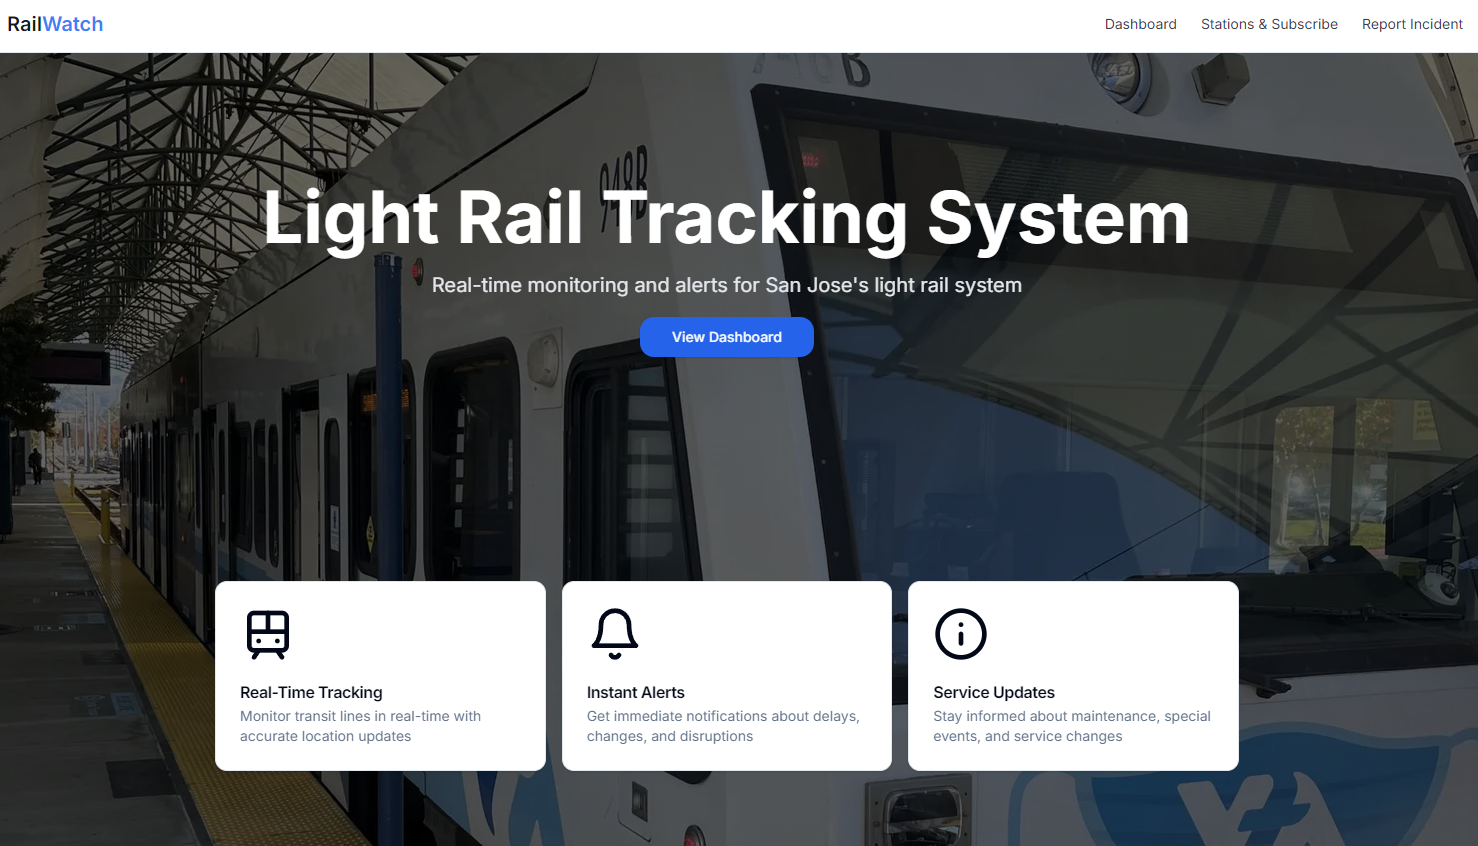 RailWatch
Dashboard
Stations & Subscribe
Report Incident
948B
Light Rail Tracking System
Real-time monitoring and alerts for San Jose's light rail system
View Dashboard
Real-Time Tracking
Monitor transit lines in real-time with
accurate location updates
Instant Alerts
Get immediate notifications about delays,
changes, and disruptions
Service Updates
Stay informed about maintenance, special
events, and service changes